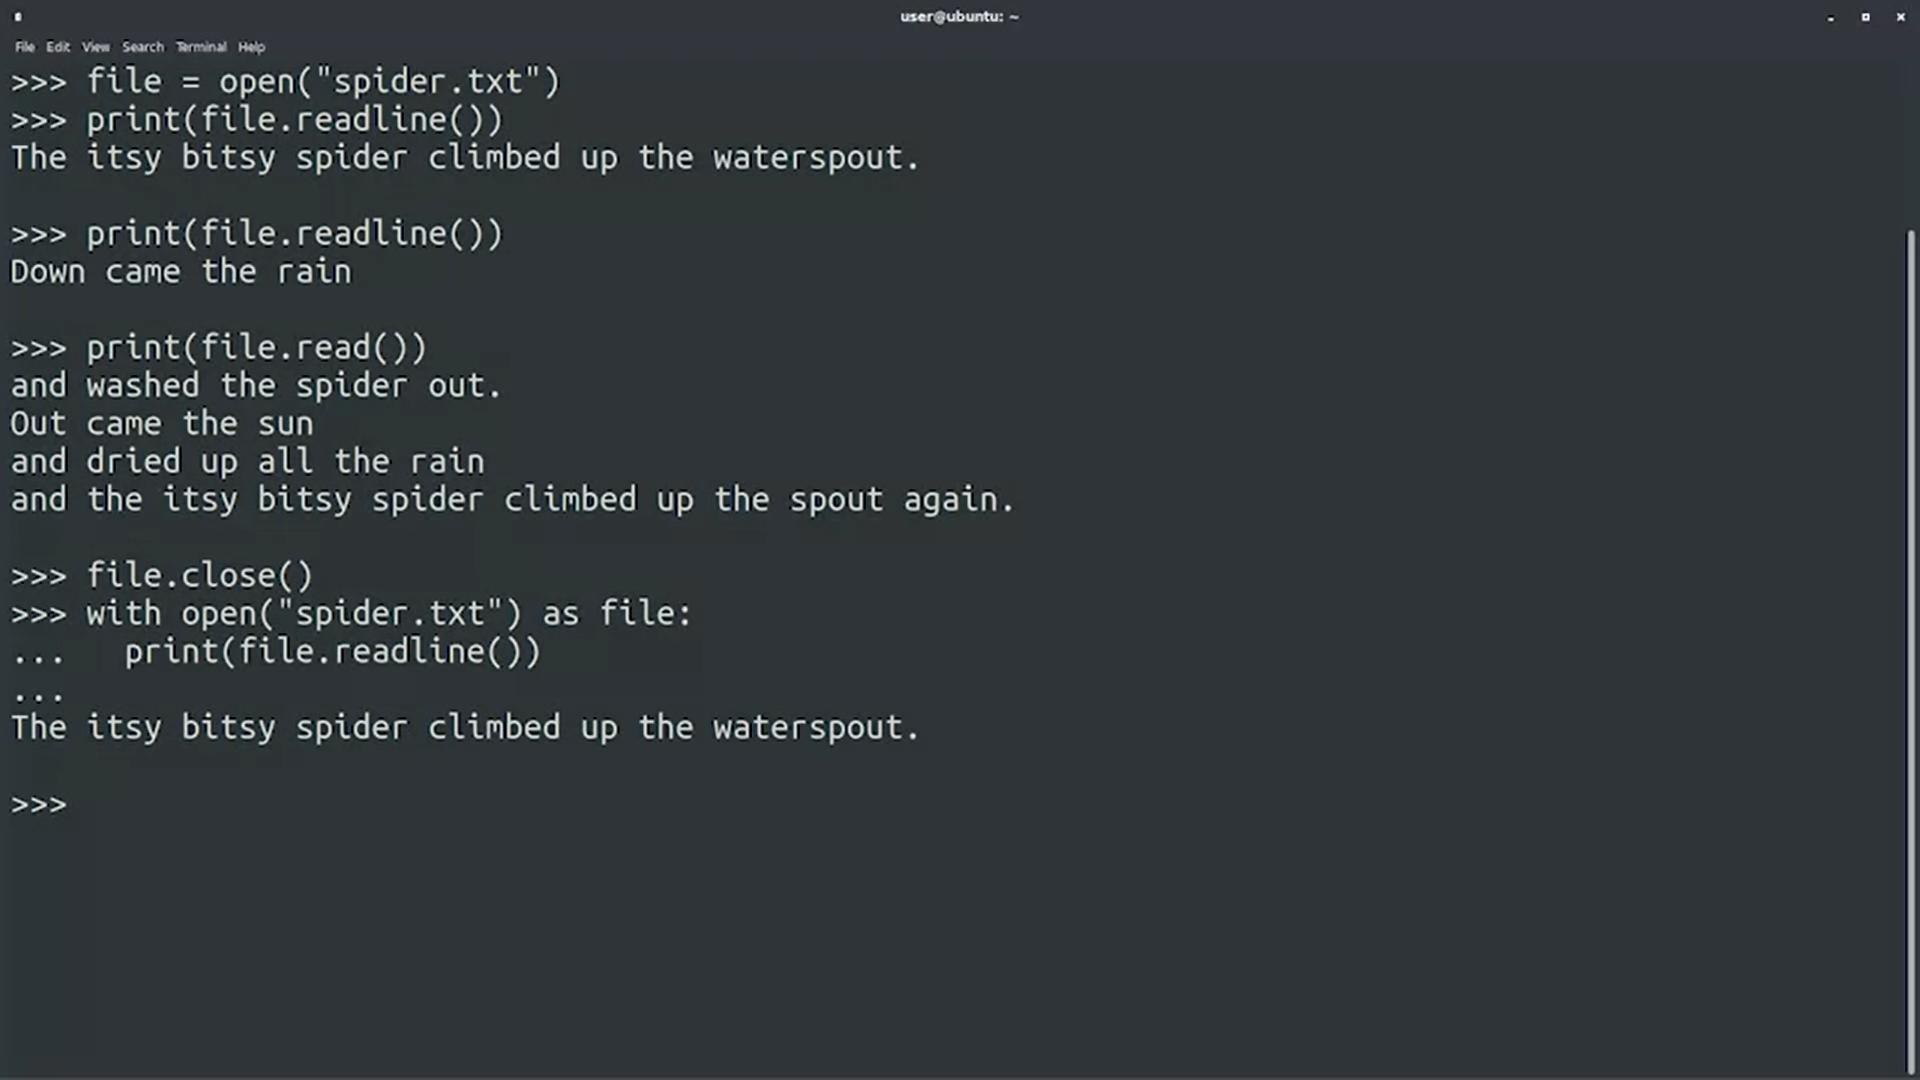 user@ubuntu: ~
File Edit View Search Terminal Help
>>> file = open("spider.txt")
>>> print(file.readline())
The itsy bitsy spider climbed up the waterspout.
>>> print(file.readline())
Down came the rain
>>> print(file.read())
and washed the spider out.
Out came the sun
and dried up all the rain
and the itsy bitsy spider climbed up the spout again.
>>> file.close()
>>> with open("spider.txt") as file:
...   print(file.readline())
...
The itsy bitsy spider climbed up the waterspout.
>>>